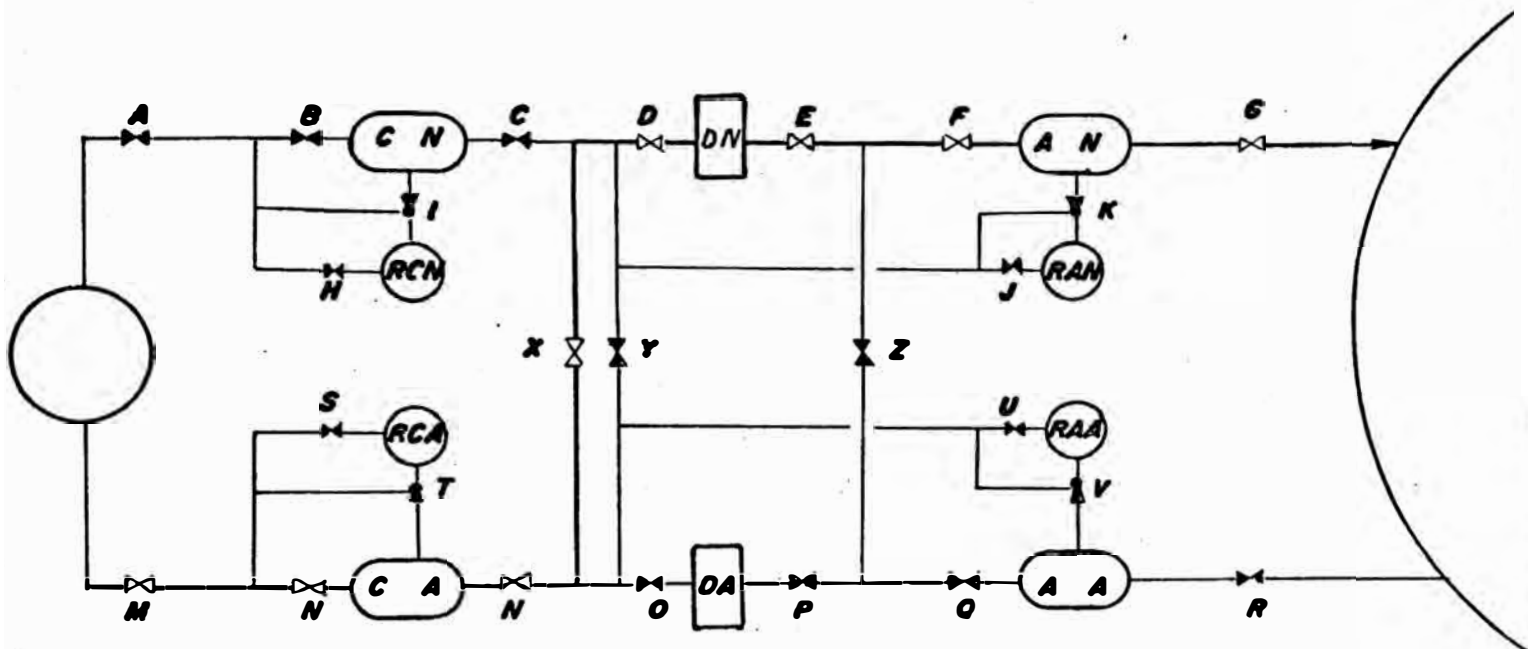 A B C D E F G
C N DN A N
I K
RCN RAN
H J
X Y Z
S U
RCA RAA
T V
C A DA A A
M N N O P Q R